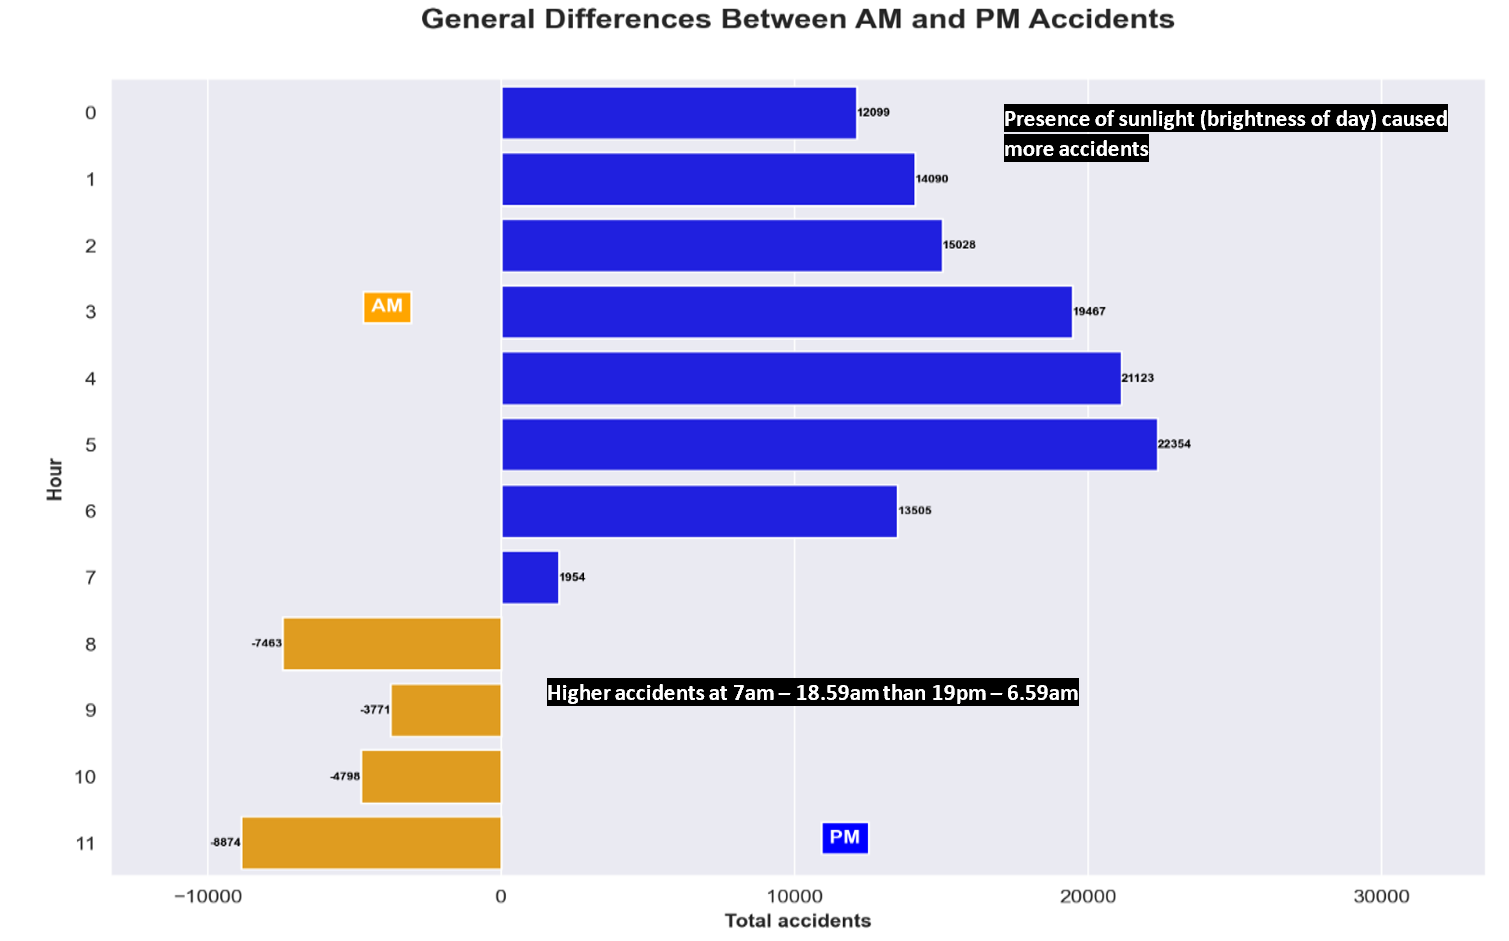 General Differences Between AM and PM Accidents
0
12099
Presence of sunlight (brightness of day) caused
more accidents
1
14090
2
15028
AM
3
19467
4
21123
5
22354
Hour
6
13505
7
1954
8
-7463
9
-3771
Higher accidents at 7am – 18.59am than 19pm – 6.59am
10
-4798
11
-8874
PM
−10000 0 10000 20000 30000
Total accidents